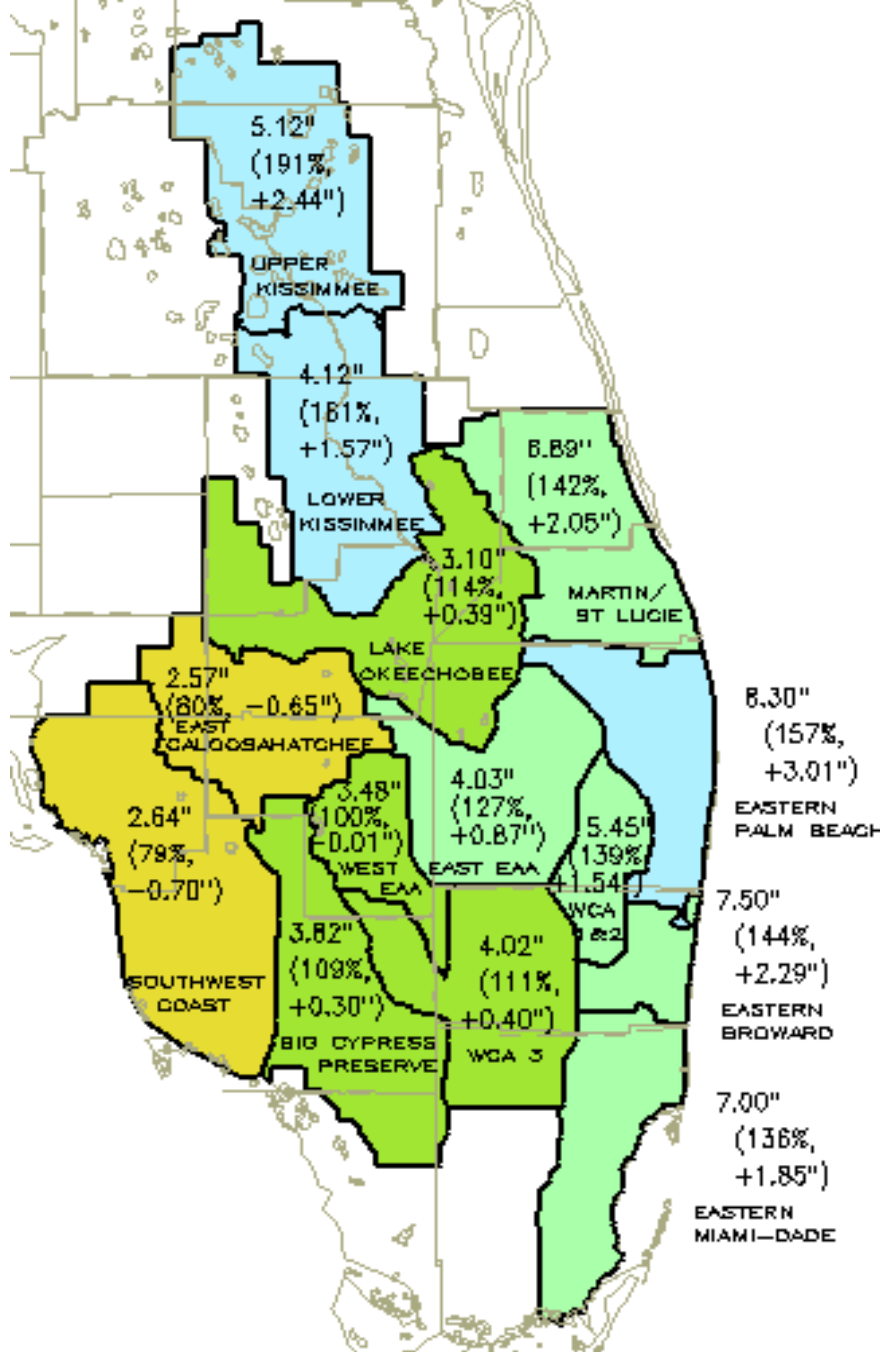 5.12"
(191%,
+2.44")
UPPER
KISSIMMEE
4.12"
(161%,
+1.57")
LOWER
KISSIMMEE
6.89"
(142%,
+2.05")
MARTIN/
ST LUCIE
3.10"
(114%,
+0.39")
LAKE
OKEECHOBEE
2.57"
(80%, -0.65")
EAST
CALOOSAHATCHEE
8.30"
(157%,
+3.01")
EASTERN
PALM BEACH
3.48"
(100%,
-0.01")
WEST
EAA
4.03"
(127%,
+0.87")
EAST EAA
5.45"
(139%
+1.54")
WCA
1 &2
2.64"
(79%,
-0.70")
SOUTHWEST
COAST
3.82"
(109%,
+0.30")
BIG CYPRESS
PRESERVE
4.02"
(111%,
+0.40")
WCA 3
7.50"
(144%,
+2.29")
EASTERN
BROWARD
7.00"
(136%,
+1.85")
EASTERN
MIAMI-DADE